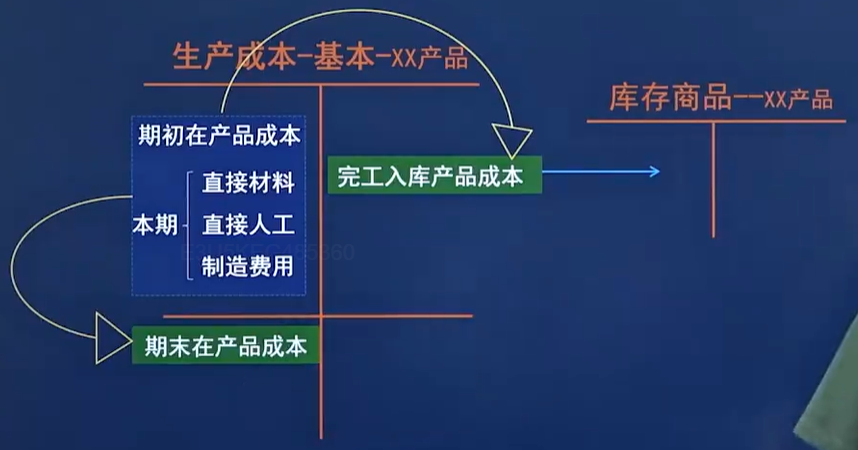 生产成本-基本-XX产品
库存商品--XX产品
期初在产品成本
本期
直接材料
直接人工
制造费用
完工入库产品成本
期末在产品成本